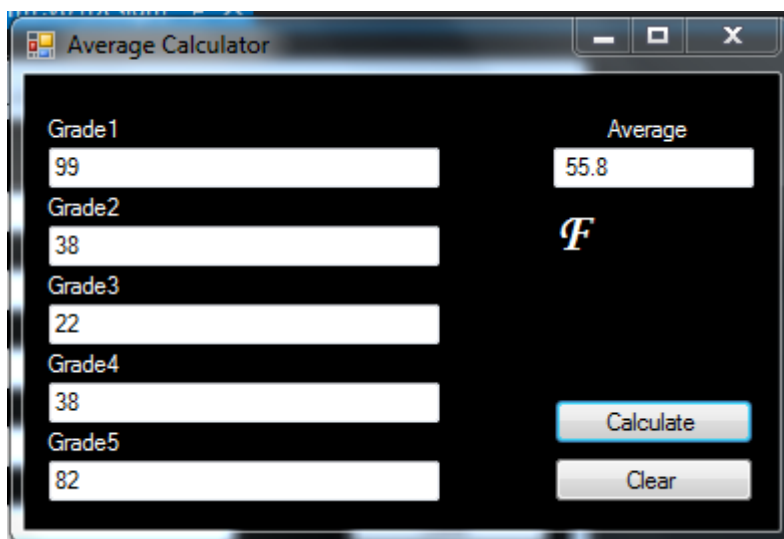 Average Calculator
Grade1
99
Grade2
38
Grade3
22
Grade4
38
Grade5
82
Average
55.8
F
Calculate
Clear